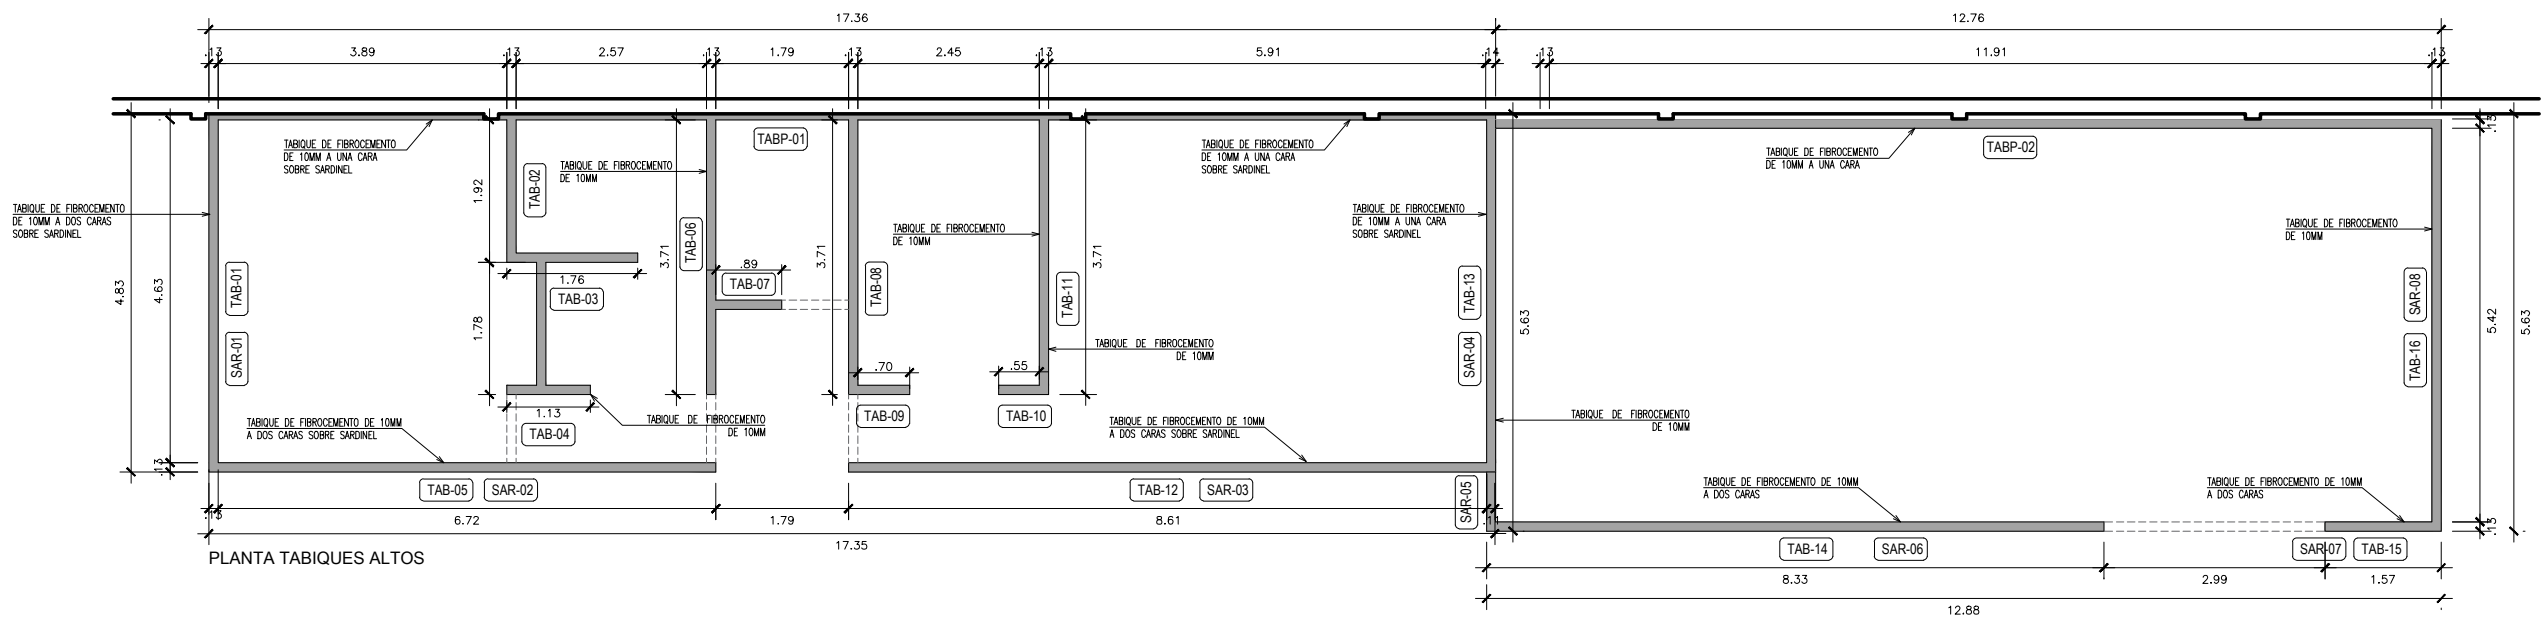 17.36
12.76
.13
3.89
.13
2.57
.13
1.79
.13
2.45
.13
5.91
.14
.13
11.91
.13
TABIQUE DE FIBROCEMENTO
DE 10MM A UNA CARA
SOBRE SARDINEL
TAB-02
TABIQUE DE FIBROCEMENTO
DE 10MM
TABP-01
TABIQUE DE FIBROCEMENTO
DE 10MM A UNA CARA
SOBRE SARDINEL
TABIQUE DE FIBROCEMENTO
DE 10MM A UNA CARA
TABP-02
.13
TABIQUE DE FIBROCEMENTO
DE 10MM A DOS CARAS
SOBRE SARDINEL
1.92
TAB-06
TABIQUE DE FIBROCEMENTO
DE 10MM
TABIQUE DE FIBROCEMENTO
DE 10MM A UNA CARA
SOBRE SARDINEL
TABIQUE DE FIBROCEMENTO
DE 10MM
4.83
4.63
TAB-01
SAR-01
1.76
TAB-03
1.78
3.71
.89
TAB-07
3.71
TAB-08
TAB-11
3.71
TAB-13
SAR-04
5.63
SAR-08
TAB-16
5.42
5.63
TABIQUE DE FIBROCEMENTO
DE 10MM
.70
.55
TAB-09
TAB-10
1.13
TAB-04
TABIQUE DE FIBROCEMENTO
DE 10MM
TABIQUE DE FIBROCEMENTO DE 10MM
A DOS CARAS SOBRE SARDINEL
TABIQUE DE FIBROCEMENTO DE 10MM
A DOS CARAS SOBRE SARDINEL
TABIQUE DE FIBROCEMENTO
DE 10MM
.13
TABIQUE DE FIBROCEMENTO DE 10MM
A DOS CARAS
TABIQUE DE FIBROCEMENTO DE 10MM
A DOS CARAS
TAB-05
SAR-02
TAB-12
SAR-03
SAR-05
.13
.13
6.72
1.79
8.61
17.35
PLANTA TABIQUES ALTOS
TAB-14
SAR-06
SAR-07
TAB-15
8.33
2.99
1.57
12.88